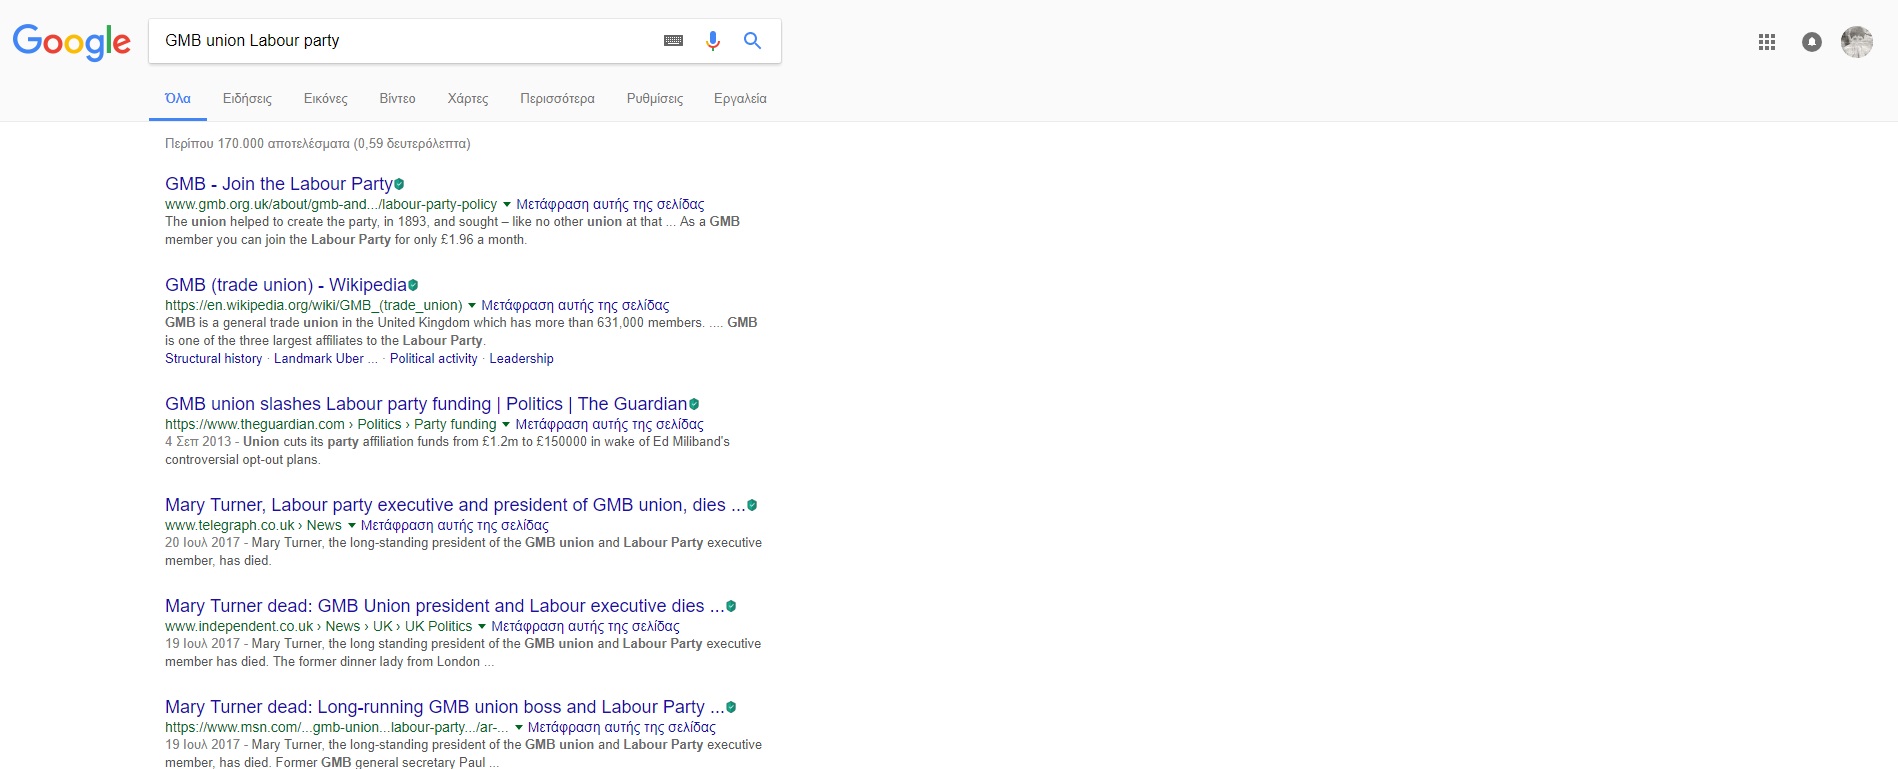 Google
GMB union Labour party
Όλα Ειδήσεις Εικόνες Βίντεο Χάρτες Περισσότερα Ρυθμίσεις Εργαλεία
Περίπου 170.000 αποτελέσματα (0,59 δευτερόλεπτα)
GMB - Join the Labour Party
www.gmb.org.uk/about/gmb-and.../labour-party-policy Μετάφραση αυτής της σελίδας
The union helped to create the party, in 1893, and sought – like no other union at that ... As a GMB
member you can join the Labour Party for only £1.96 a month.
GMB (trade union) - Wikipedia
https://en.wikipedia.org/wiki/GMB_(trade_union) Μετάφραση αυτής της σελίδας
GMB is a general trade union in the United Kingdom which has more than 631,000 members. .... GMB
is one of the three largest affiliates to the Labour Party.
Structural history · Landmark Uber ... · Political activity · Leadership
GMB union slashes Labour party funding | Politics | The Guardian
https://www.theguardian.com › Politics › Party funding Μετάφραση αυτής της σελίδας
4 Σεπ 2013 - Union cuts its party affiliation funds from £1.2m to £150000 in wake of Ed Miliband's
controversial opt-out plans.
Mary Turner, Labour party executive and president of GMB union, dies ...
www.telegraph.co.uk › News Μετάφραση αυτής της σελίδας
20 Ιουλ 2017 - Mary Turner, the long-standing president of the GMB union and Labour Party executive
member, has died.
Mary Turner dead: GMB Union president and Labour executive dies ...
www.independent.co.uk › News › UK › UK Politics Μετάφραση αυτής της σελίδας
19 Ιουλ 2017 - Mary Turner, the long standing president of the GMB union and Labour Party executive
member has died. The former dinner lady from London ...
Mary Turner dead: Long-running GMB union boss and Labour Party ...
https://www.msn.com/...gmb-union...labour-party.../ar-... Μετάφραση αυτής της σελίδας
19 Ιουλ 2017 - Mary Turner, the long-standing president of the GMB union and Labour Party executive
member, has died. Former GMB general secretary Paul ...